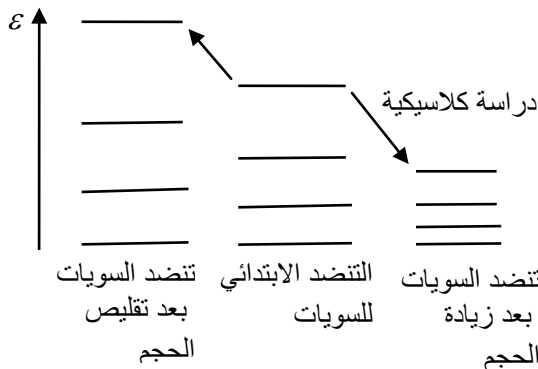 ε
دراسة كلاسيكية
تنضد السويات
بعد زيادة
الحجم
التنضد الابتدائي
للسويات
تنضد السويات
بعد تقليص
الحجم